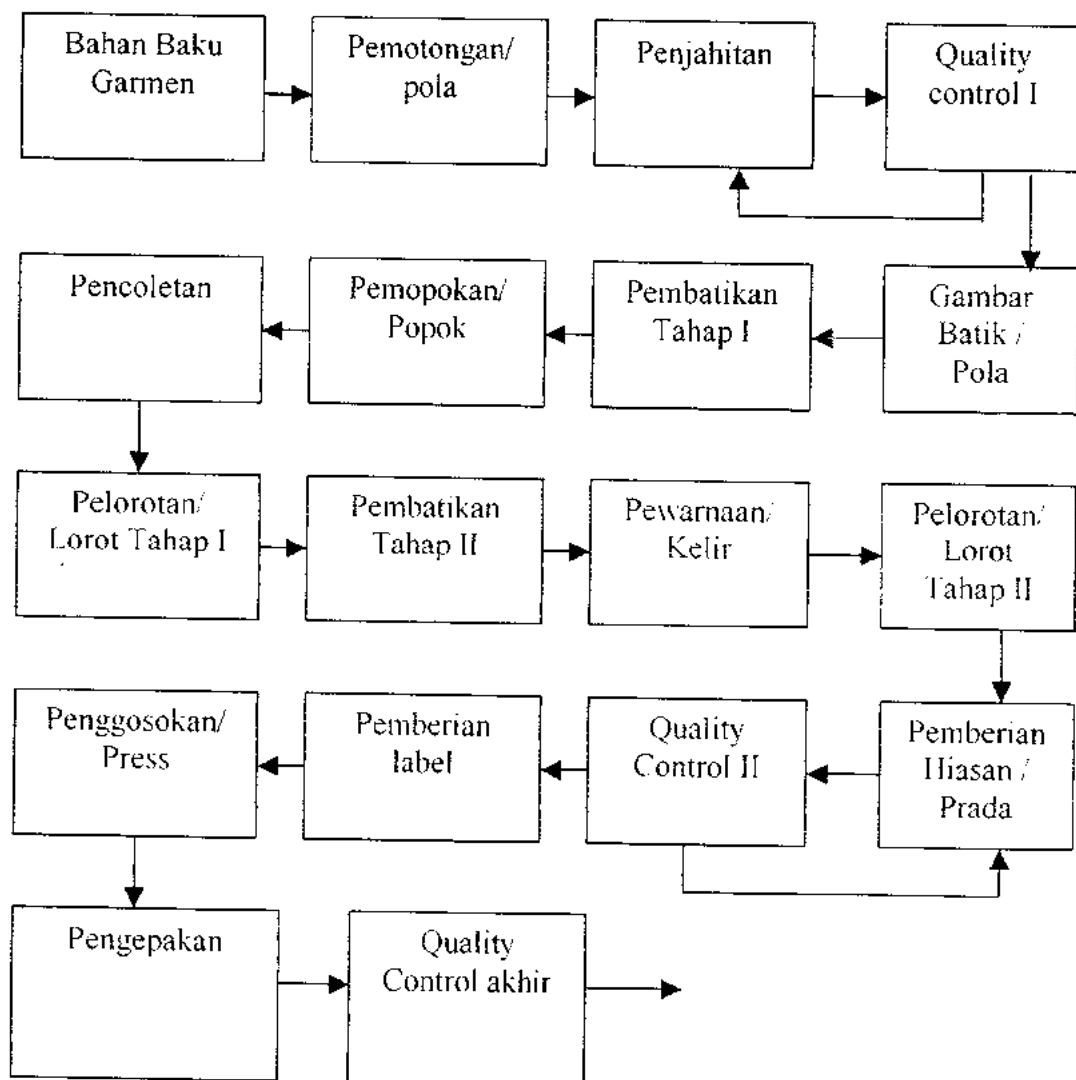 Bahan Baku
Garmen
Pemotongan/
pola
Penjahitan
Quality
control I
Gambar
Batik /
Pola
Pembatikan
Tahap I
Pemopokan/
Popok
Pencoletan
Pelorotan/
Lorot Tahap I
Pembatikan
Tahap II
Pewarnaan/
Kelir
Pelorotan/
Lorot
Tahap II
Pemberian
Hiasan /
Prada
Quality
Control II
Pemberian
label
Penggosokan/
Press
Pengepakan
Quality
Control akhir